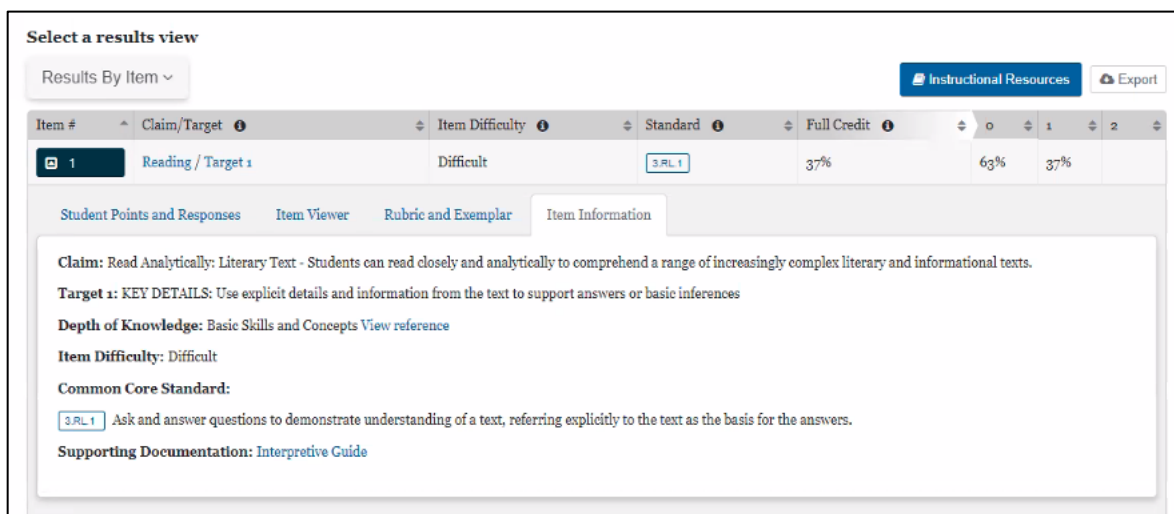 Select a results view
Results By Item
Instructional Resources
Export
Item # Claim/Target Item Difficulty Standard Full Credit 0 1 2
1 Reading / Target 1 Difficult 3.RL.1 37% 63% 37%
Student Points and Responses Item Viewer Rubric and Exemplar Item Information
Claim: Read Analytically: Literary Text - Students can read closely and analytically to comprehend a range of increasingly complex literary and informational texts.
Target 1: KEY DETAILS: Use explicit details and information from the text to support answers or basic inferences
Depth of Knowledge: Basic Skills and Concepts View reference
Item Difficulty: Difficult
Common Core Standard:
3.RL.1 Ask and answer questions to demonstrate understanding of a text, referring explicitly to the text as the basis for the answers.
Supporting Documentation: Interpretive Guide